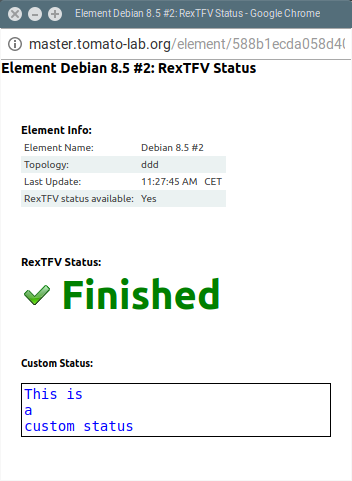 Element Debian 8.5 #2: RexTFV Status - Google Chrome
master.tomato-lab.org/element/588b1ecda058d40
Element Debian 8.5 #2: RexTFV Status
Element Info:
Element Name: Debian 8.5 #2
Topology: ddd
Last Update: 11:27:45 AM CET
RexTFV status available: Yes
RexTFV Status:
Finished
Custom Status:
This is
a
custom status